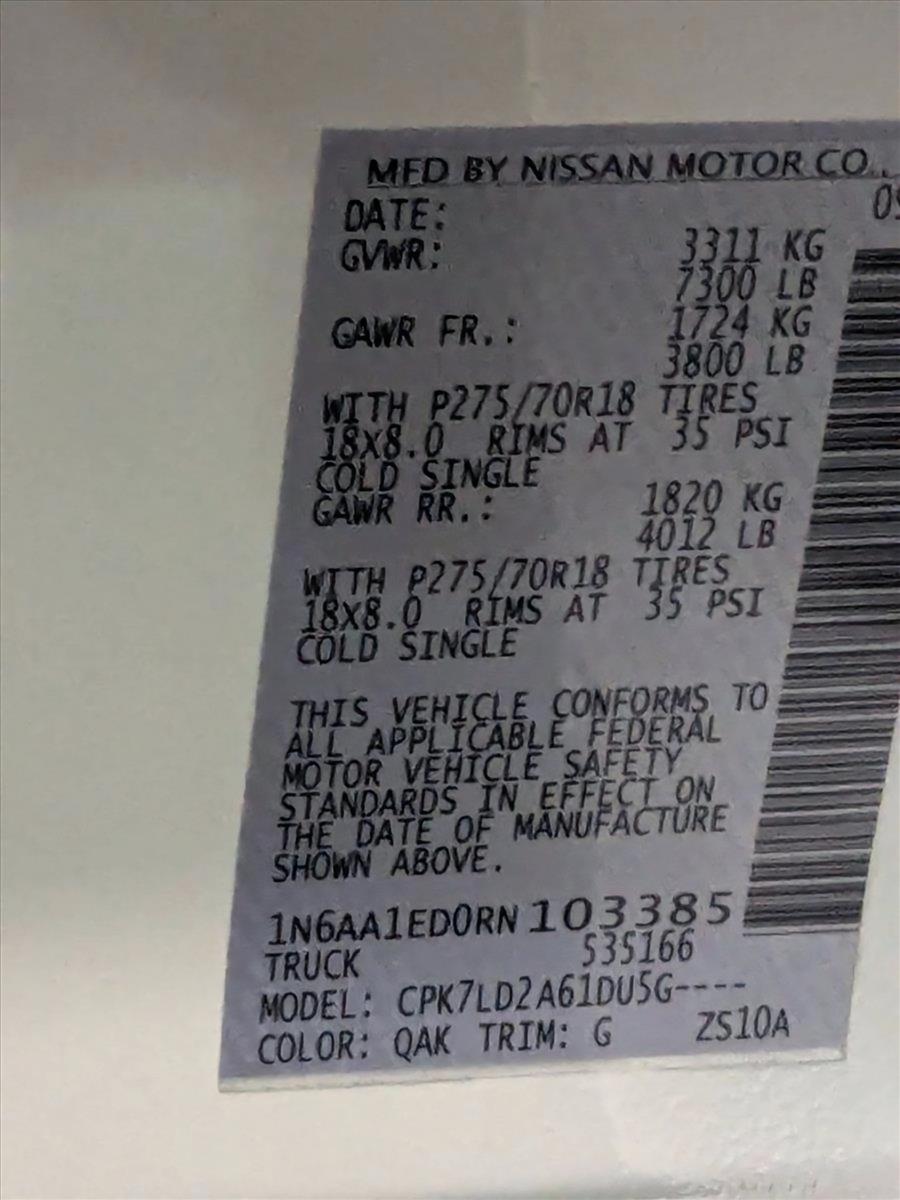 MFD BY NISSAN MOTOR CO.,
DATE: 09
GVWR: 3311 KG
7300 LB
GAWR FR.: 1724 KG
3800 LB
WITH P275/70R18 TIRES
18X8.0 RIMS AT 35 PSI
COLD SINGLE
GAWR RR.: 1820 KG
4012 LB
WITH P275/70R18 TIRES
18X8.0 RIMS AT 35 PSI
COLD SINGLE
THIS VEHICLE CONFORMS TO
ALL APPLICABLE FEDERAL
MOTOR VEHICLE SAFETY
STANDARDS IN EFFECT ON
THE DATE OF MANUFACTURE
SHOWN ABOVE.
1N6AA1ED0RN 103385
TRUCK 535166
MODEL: CPK7LD2A61DU5G----
COLOR: QAK TRIM: G ZS10A